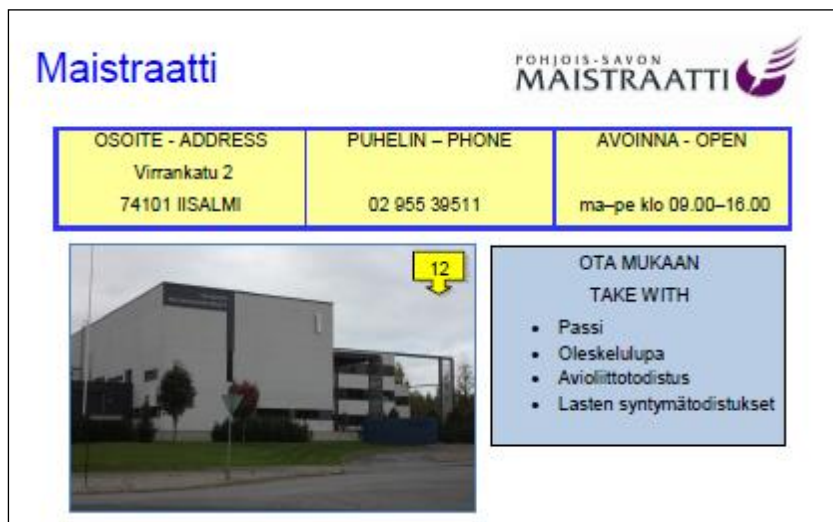 Maistraatti
POHJOIS-SAVON
MAISTRAATTI
OSOITE - ADDRESS
Virrankatu 2
74101 IISALMI
PUHELIN – PHONE
02 955 39511
AVOINNA - OPEN
ma–pe klo 09.00–16.00
12
OTA MUKAAN
TAKE WITH
• Passi
• Oleskelulupa
• Avioliittotodistus
• Lasten syntymätodistukset